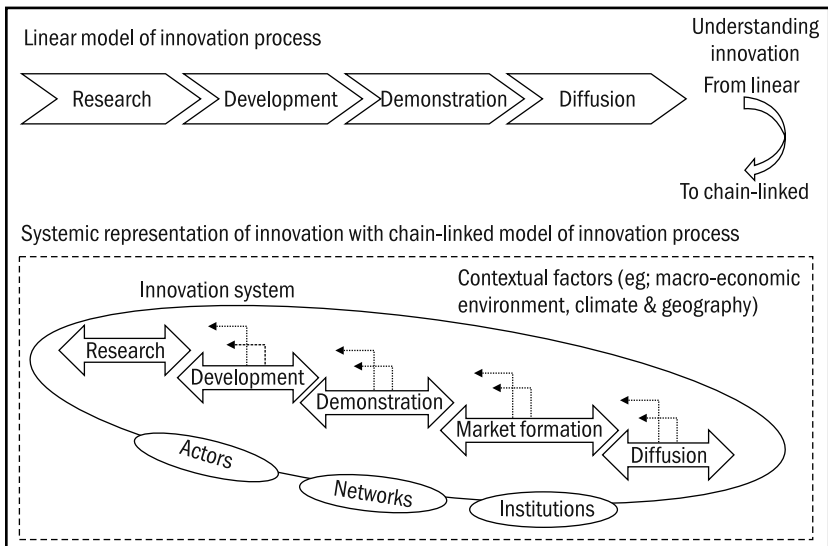 Linear model of innovation process
Understanding
innovation
From linear
To chain-linked
Research
Development
Demonstration
Diffusion
Systemic representation of innovation with chain-linked model of innovation process
Contextual factors (eg; macro-economic
environment, climate & geography)
Innovation system
Research
Development
Demonstration
Market formation
Diffusion
Actors
Networks
Institutions